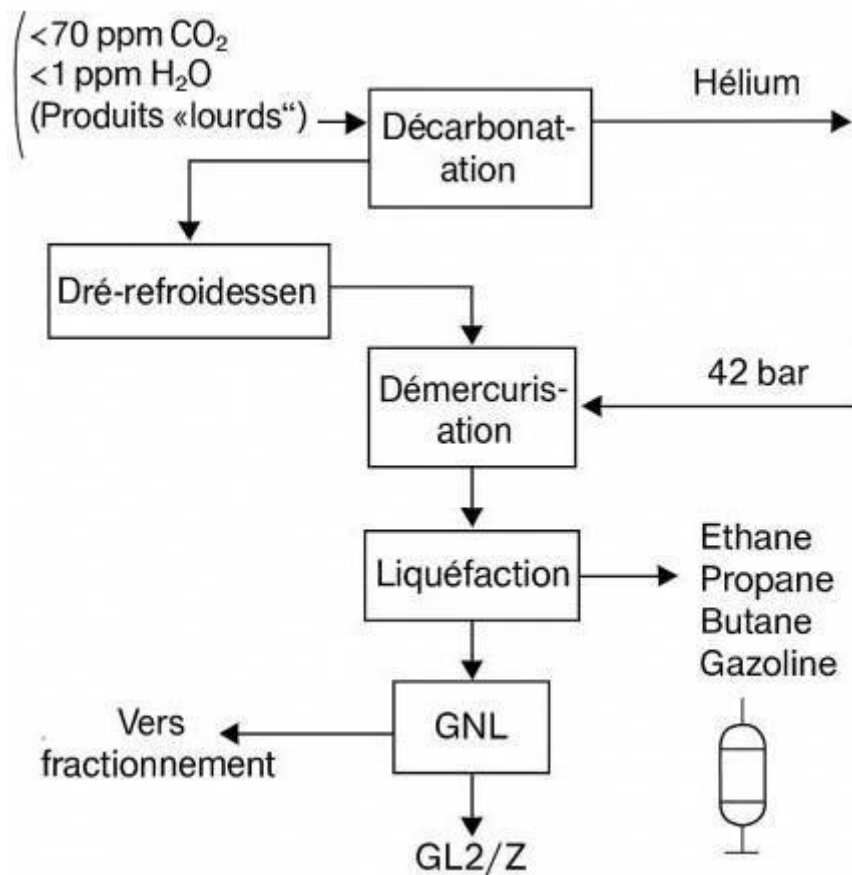 <70 ppm CO₂
<1 ppm H₂O
(Produits «lourds“)
Décarbonat-
ation
Hélium
Dré-refroidessen
Démercuris-
ation
42 bar
Liquéfaction
Ethane
Propane
Butane
Gazoline
GNL
Vers
fractionnement
GL2/Z